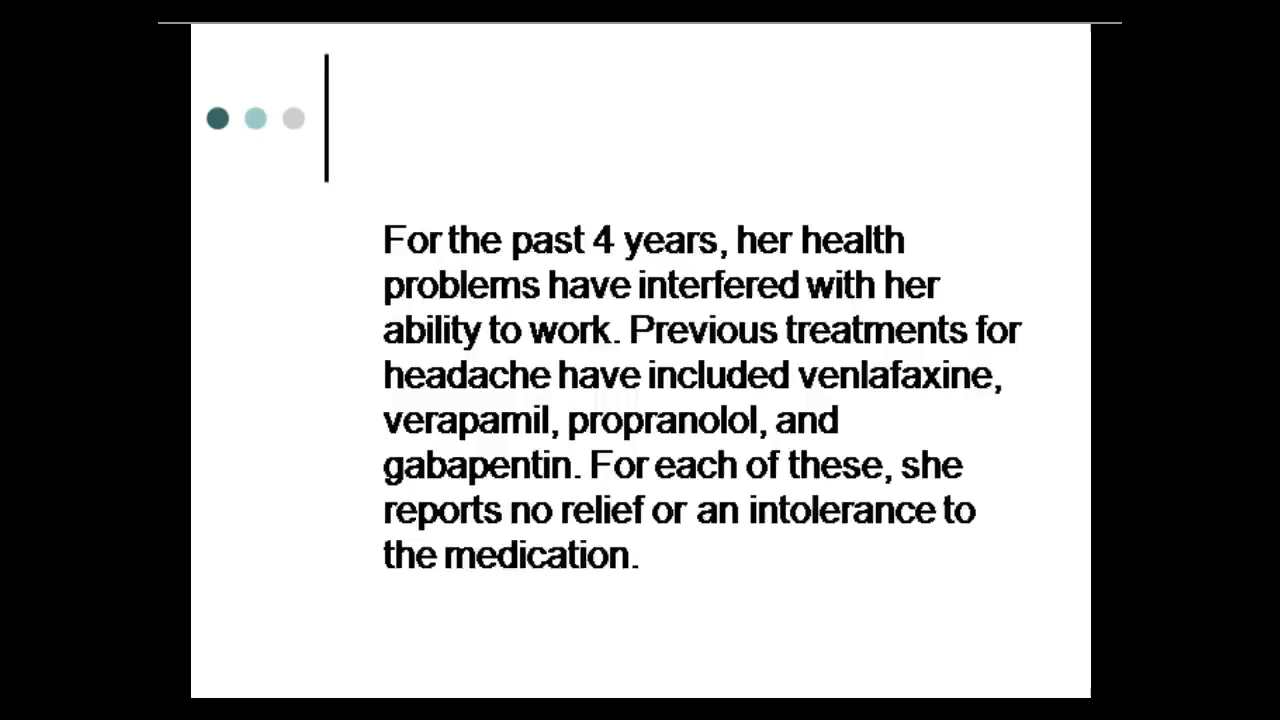 For the past 4 years, her health
problems have interfered with her
ability to work. Previous treatments for
headache have included venlafaxine,
verapamil, propranolol, and
gabapentin. For each of these, she
reports no relief or an intolerance to
the medication.